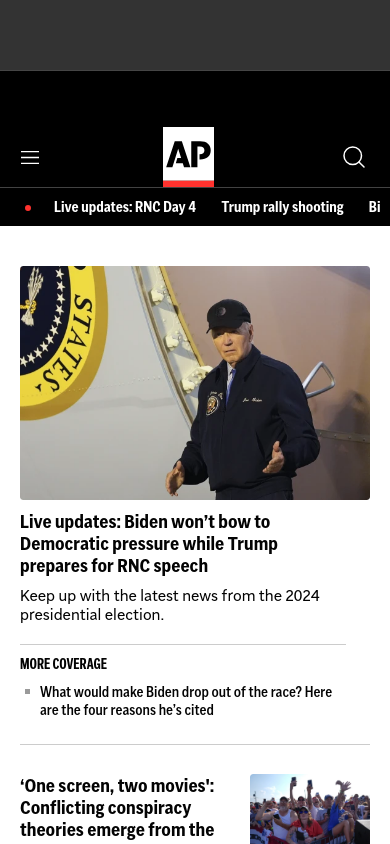 AP
Live updates: RNC Day 4 Trump rally shooting Bi
STATES
Live updates: Biden won’t bow to
Democratic pressure while Trump
prepares for RNC speech
Keep up with the latest news from the 2024
presidential election.
MORE COVERAGE
What would make Biden drop out of the race? Here
are the four reasons he's cited
‘One screen, two movies':
Conflicting conspiracy
theories emerge from the